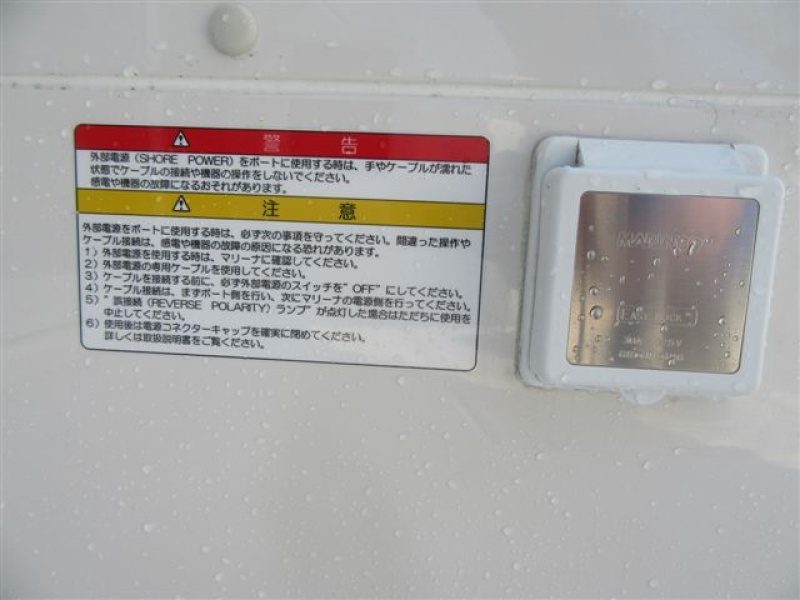 警 告
外部電源（SHORE POWER）をボートに使用する時は、手やケーブルが濡れた
状態でケーブルの接続や機器の操作をしないでください。
感電や機器の故障になるおそれがあります。
注 意
外部電源をボートに使用する時は、必ず次の事項を守ってください。間違った操作や
ケーブル接続は、感電や機器の故障の原因になる恐れがあります。
1）外部電源を使用する時は、マリーナに確認してください。
2）外部電源の専用ケーブルを使用してください。
3）ケーブルを接続する前に、必ず外部電源のスイッチを"OFF"にしてください。
4）ケーブル接続は、まずボート側を行い、次にマリーナの電源側を行ってください。
5）"誤接続（REVERSE POLARITY）ランプ"が点灯した場合はただちに使用を
中止してください。
6）使用後は電源コネクターキャップを確実に閉めてください。
詳しくは取扱説明書をご覧ください。
MARINCO
30A 125V